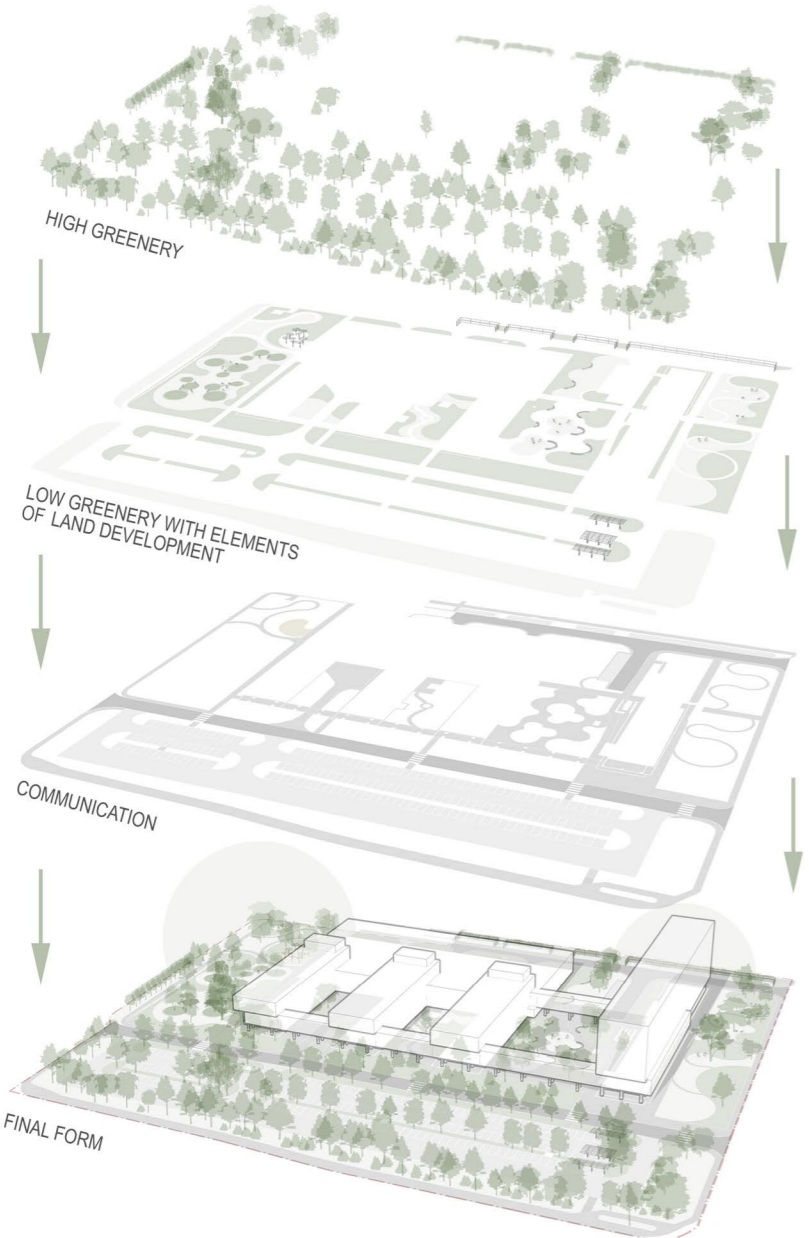 HIGH GREENERY
LOW GREENERY WITH ELEMENTS
OF LAND DEVELOPMENT
COMMUNICATION
FINAL FORM